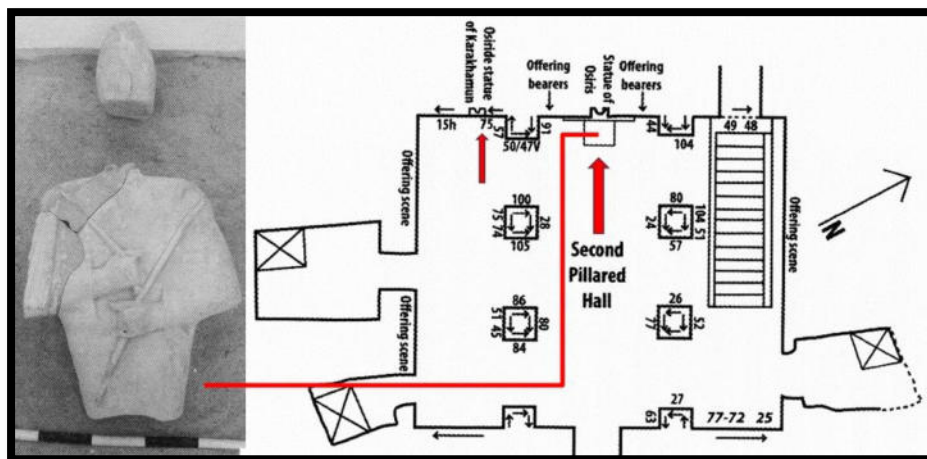 Osiride statue
of Karakhamun
Offering
bearers
Statue of
Osiris
Offering
bearers
15h
75
57
50/47V
91
44
104
49 48
Offering scene
Offering scene
100
75 74
28
105
80
24
104 51
57
N
Second
Pillared
Hall
86
51 45
80
84
26
77
52
Offering scene
27
63
77-72 25